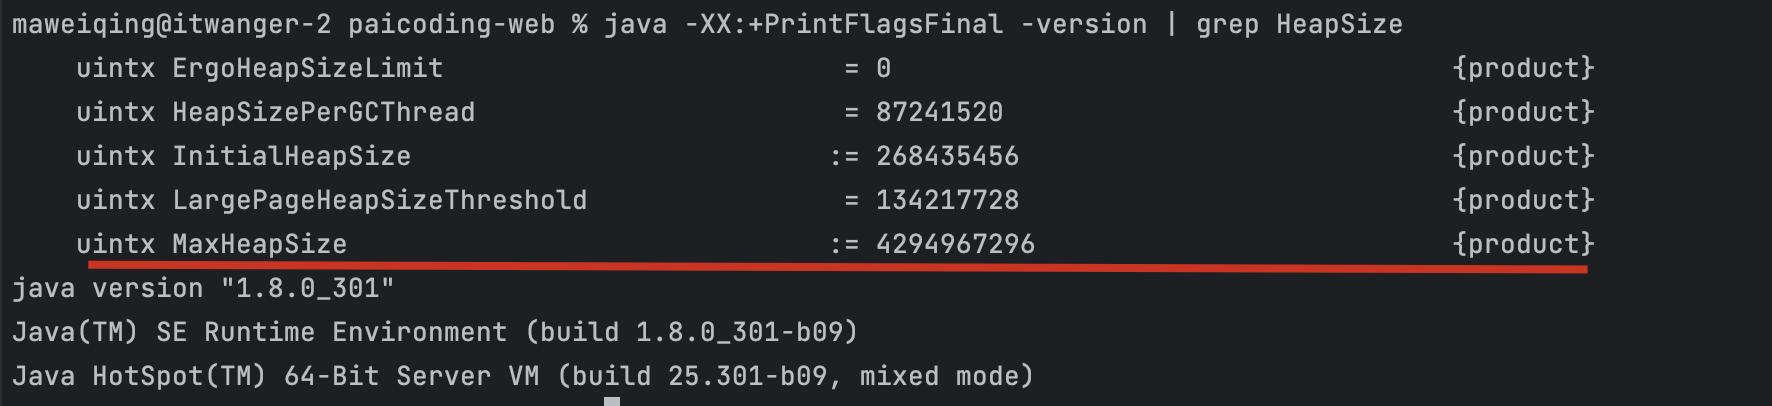 maweiqing@itwanger-2 paicoding-web % java -XX:+PrintFlagsFinal -version | grep HeapSize
uintx ErgoHeapSizeLimit = 0 {product}
uintx HeapSizePerGCThread = 87241520 {product}
uintx InitialHeapSize := 268435456 {product}
uintx LargePageHeapSizeThreshold = 134217728 {product}
uintx MaxHeapSize := 4294967296 {product}
java version "1.8.0_301"
Java(TM) SE Runtime Environment (build 1.8.0_301-b09)
Java HotSpot(TM) 64-Bit Server VM (build 25.301-b09, mixed mode)